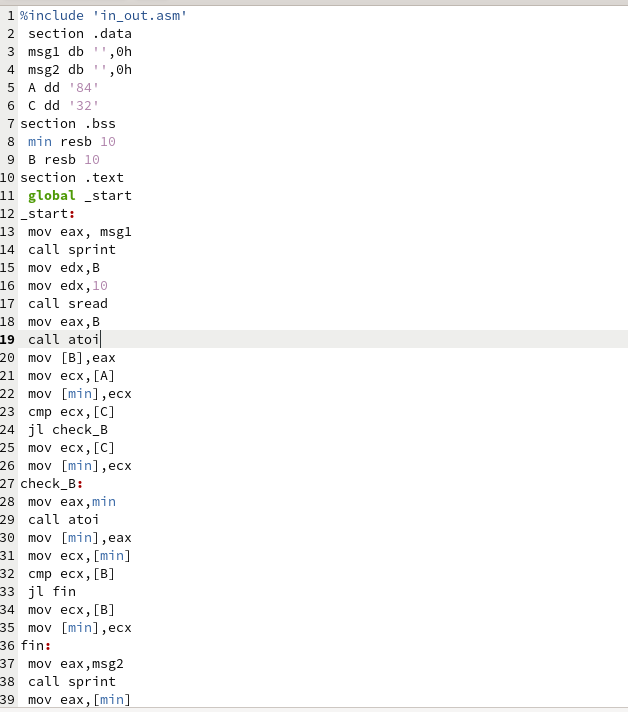 1 %include 'in_out.asm'
2 section .data
3 msg1 db '',0h
4 msg2 db '',0h
5 A dd '84'
6 C dd '32'
7 section .bss
8 min resb 10
9 B resb 10
10 section .text
11 global _start
12 _start:
13 mov eax, msg1
14 call sprint
15 mov edx,B
16 mov edx,10
17 call sread
18 mov eax,B
19 call atoi
20 mov [B],eax
21 mov ecx,[A]
22 mov [min],ecx
23 cmp ecx,[C]
24 jl check_B
25 mov ecx,[C]
26 mov [min],ecx
27 check_B:
28 mov eax,min
29 call atoi
30 mov [min],eax
31 mov ecx,[min]
32 cmp ecx,[B]
33 jl fin
34 mov ecx,[B]
35 mov [min],ecx
36 fin:
37 mov eax,msg2
38 call sprint
39 mov eax,[min]